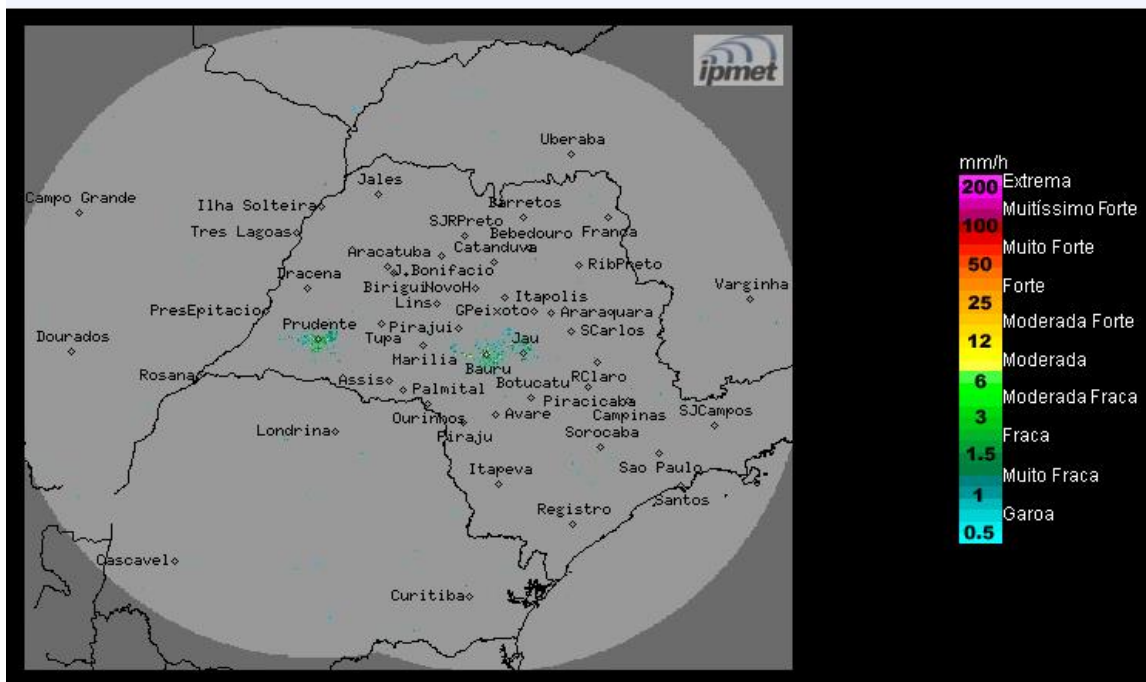 ipmet
Uberaba
Jales
Campo Grande
Ilha Solteira
Barretos
SJRPreto
Tres Lagoas
Bebedouro
Franca
Catanduva
Aracatuba
J.Bonifacio
RibPreto
Dracena
Birigui
NovoH
Varginha
Itapolis
Lins
GPeixoto
Araraquara
PresEpitacio
Prudente
Pirajui
SCarlos
Dourados
Tupa
Jau
Marilia
Bauru
Rosana
Assis
Botucatu
RClaro
Palmital
Piracicaba
Ourinhos
Avare
Campinas
SJCampos
Londrina
Piraju
Sorocaba
Itapeva
Sao Paulo
Santos
Registro
Cascavel
Curitiba
mm/h
200
Extrema
Muitíssimo Forte
100
Muito Forte
50
Forte
25
Moderada Forte
12
Moderada
6
Moderada Fraca
3
Fraca
1.5
Muito Fraca
1
Garoa
0.5